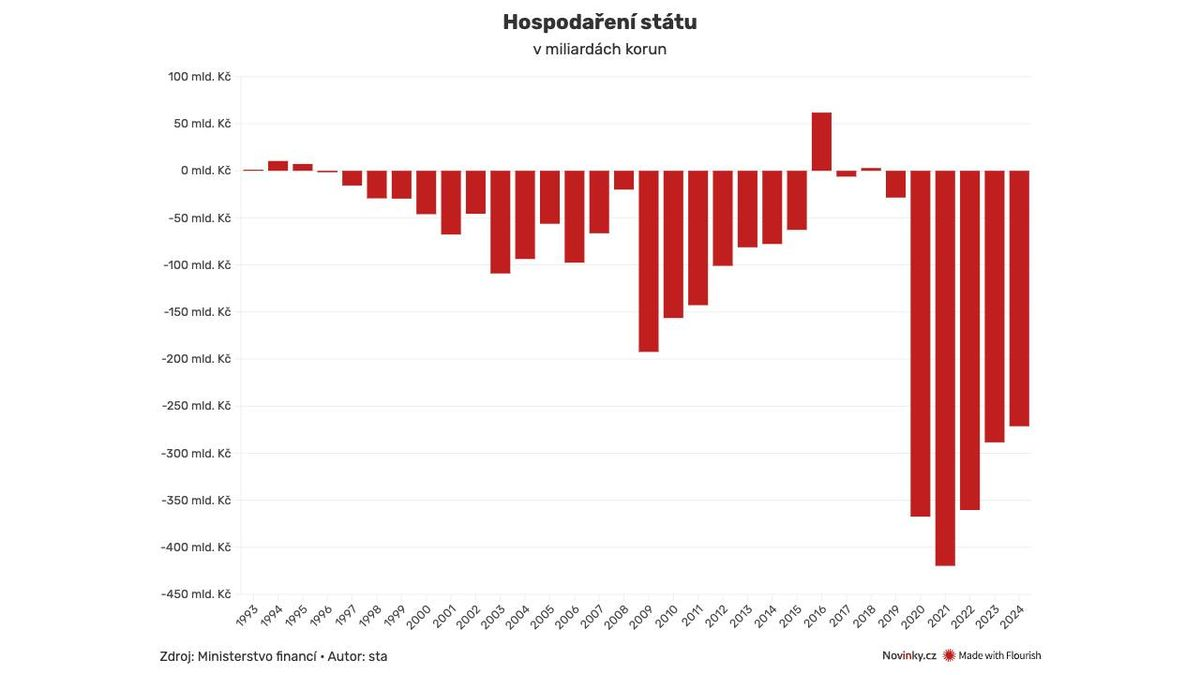 Hospodaření státu
v miliardách korun
100 mld. Kč
50 mld. Kč
0 mld. Kč
-50 mld. Kč
-100 mld. Kč
-150 mld. Kč
-200 mld. Kč
-250 mld. Kč
-300 mld. Kč
-350 mld. Kč
-400 mld. Kč
-450 mld. Kč
1993 1994 1995 1996 1997 1998 1999 2000 2001 2002 2003 2004 2005 2006 2007 2008 2009 2010 2011 2012 2013 2014 2015 2016 2017 2018 2019 2020 2021 2022 2023 2024
Zdroj: Ministerstvo financí • Autor: sta
Novinky.cz Made with Flourish